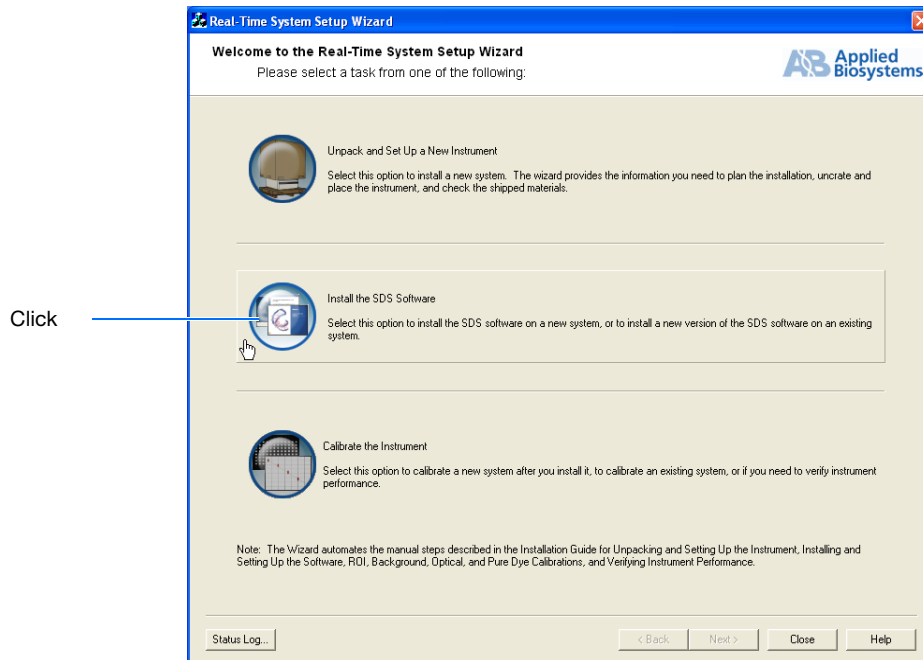 Real-Time System Setup Wizard
Welcome to the Real-Time System Setup Wizard
Please select a task from one of the following:
AB Applied
Biosystems
Unpack and Set Up a New Instrument
Select this option to install a new system. The wizard provides the information you need to plan the installation, uncrate and
place the instrument, and check the shipped materials.
Click
Install the SDS Software
Select this option to install the SDS software on a new system, or to install a new version of the SDS software on an existing
system.
Calibrate the Instrument
Select this option to calibrate a new system after you install it, to calibrate an existing system, or if you need to verify instrument
performance.
Note: The Wizard automates the manual steps described in the Installation Guide for Unpacking and Setting Up the Instrument, Installing and
Setting Up the Software, ROI, Background, Optical, and Pure Dye Calibrations, and Verifying Instrument Performance.
Status Log...
< Back
Next >
Close
Help